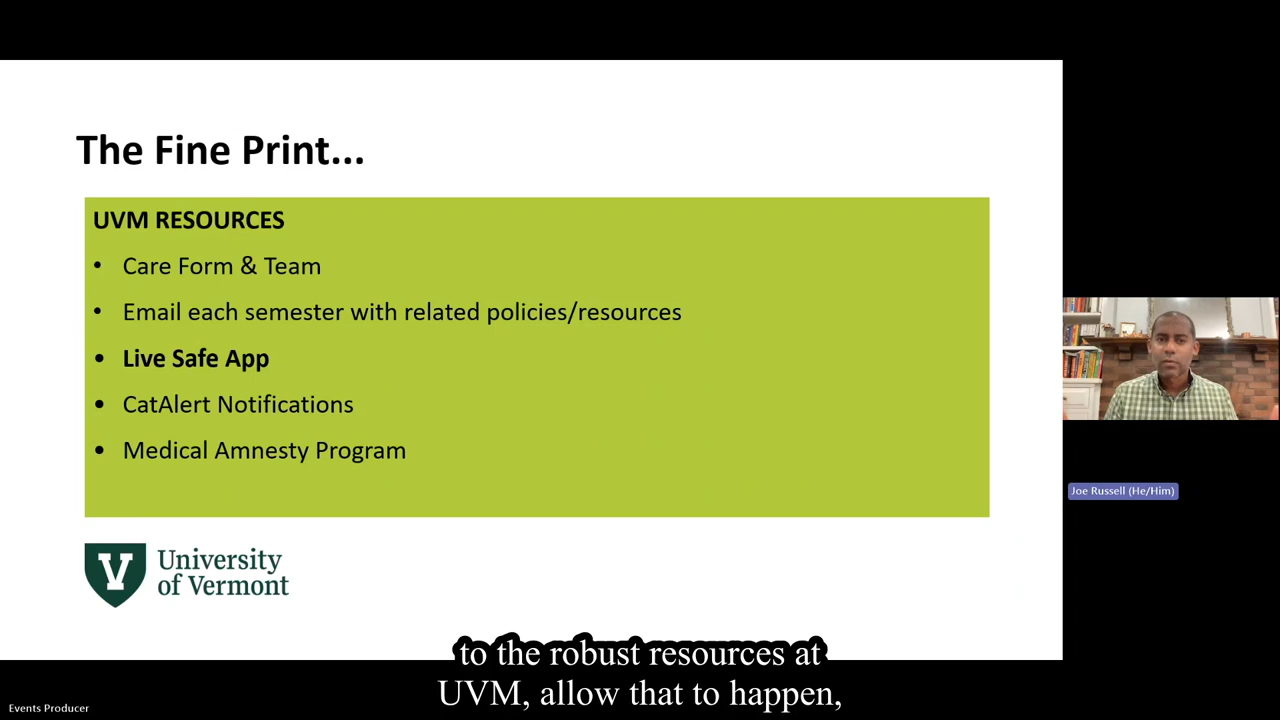 The Fine Print...
UVM RESOURCES
• Care Form & Team
• Email each semester with related policies/resources
• Live Safe App
• CatAlert Notifications
• Medical Amnesty Program
V University
of Vermont
Joe Russell (He/Him)
to the robust resources at
UVM, allow that to happen,
Events Producer